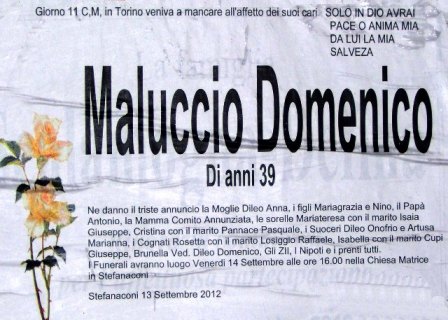 Giorno 11 C,M, in Torino veniva a mancare all'affetto dei suoi cari
SOLO IN DIO AVRAI
PACE O ANIMA MIA
DA LUI LA MIA
SALVEZA
Maluccio Domenico
Di anni 39
Ne danno il triste annuncio la Moglie Dileo Anna, i figli Mariagrazia e Nino, il Papà
Antonio, la Mamma Comito Annunziata, le sorelle Mariateresa con il marito Isaia
Giuseppe, Cristina con il marito Pannace Pasquale, i Suoceri Dileo Onofrio e Artusa
Marianna, i Cognati Rosetta con il marito Losiggio Raffaele, Isabella con il marito Cupi
Giuseppe, Brunella Ved. Dileo Domenico, Gli ZII, I Nipoti e i prenti tutti.
I Funerali avranno luogo Venerdi 14 Settembre alle ore 16.00 nella Chiesa Matrice
in Stefanaconi
Stefanaconi 13 Settembre 2012